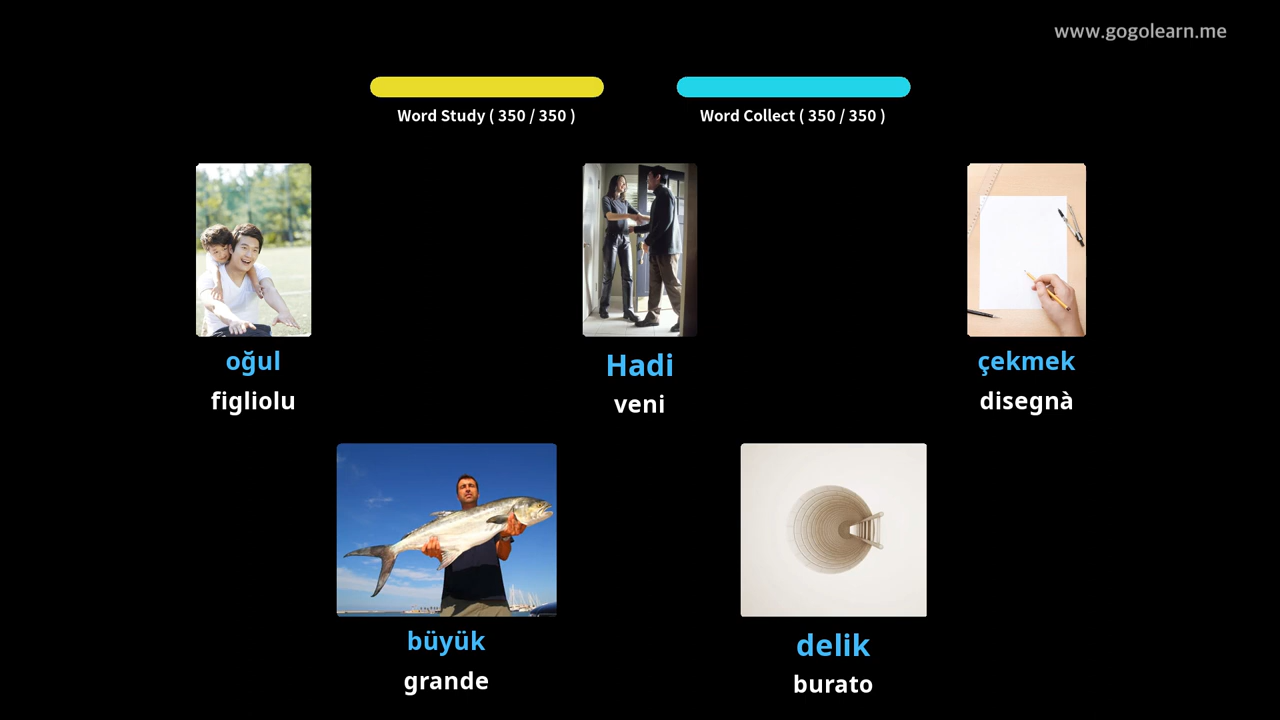 www.gogolearn.me
Word Study ( 350 / 350 )
Word Collect ( 350 / 350 )
oğul
Hadi
çekmek
figliolu
veni
disegnà
büyük
delik
grande
burato